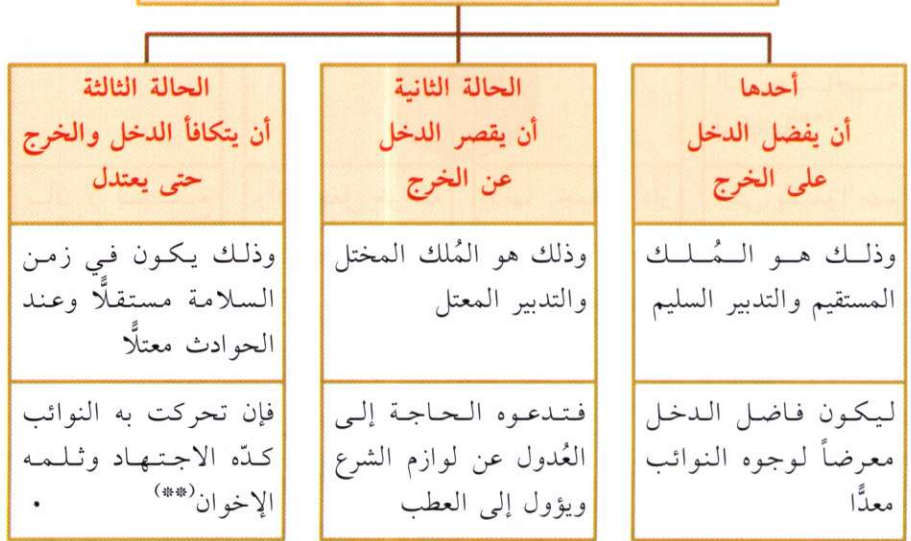 أحدها
أن يفضل الدخل
على الخرج
وذلك هو المُلك
المستقيم والتدبير السليم
ليكون فاضل الدخل
معرضاً لوجوه النوائب
معدًّا
الحالة الثانية
أن يقصر الدخل
عن الخرج
وذلك هو المُلك المختل
والتدبير المعتل
فتدعوه الحاجة إلى
العُدول عن لوازم الشرع
ويؤول إلى العطب
الحالة الثالثة
أن يتكافأ الدخل والخرج
حتى يعتدل
وذلك يكون في زمن
السلامة مستقلًّا وعند
الحوادث معتلًّا
فإن تحركت به النوائب
كدّه الاجتهاد وثلمه
الإخوان(**) .